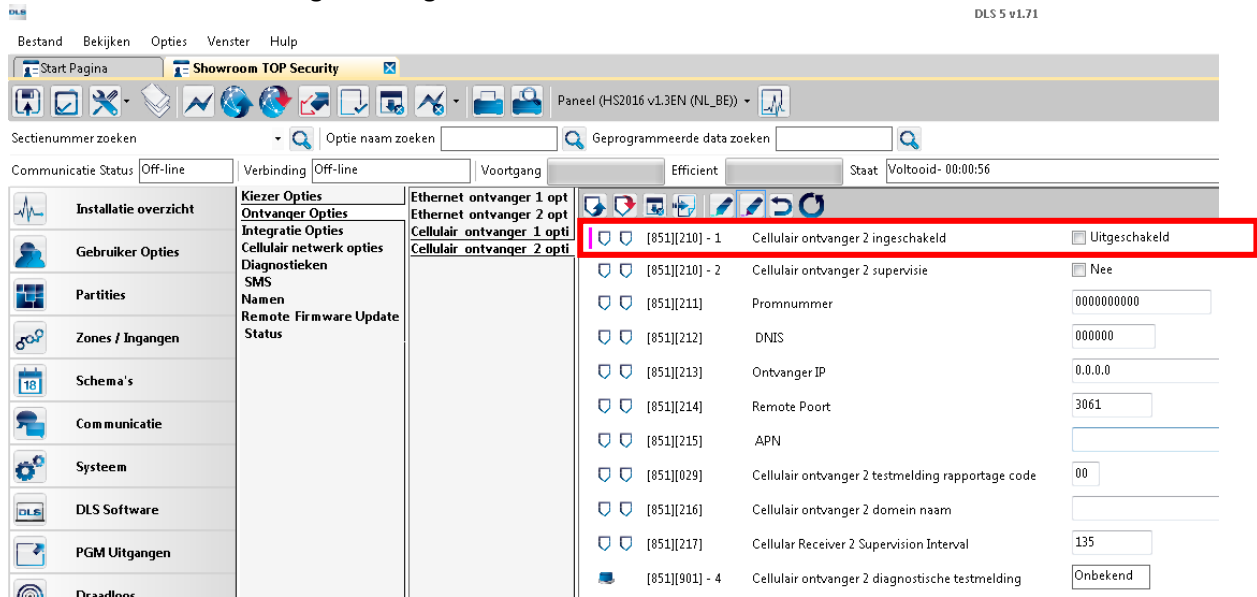 DLS
DLS 5 v1.71
Bestand Bekijken Opties Venster Hulp
Start Pagina Showroom TOP Security
Paneel (HS2016 v1.3EN (NL_BE))
Sectienummer zoeken Optie naam zoeken Geprogrammeerde data zoeken
Communicatie Status Off-line Verbinding Off-line Voortgang Efficient Staat Voltooid- 00:00:56
Installatie overzicht
Gebruiker Opties
Partities
Zones / Ingangen
18 Schema's
Communicatie
Systeem
DLS DLS Software
PGM Uitgangen
Draadloos
Kiezer Opties
Ontvanger Opties
Integratie Opties
Cellulair netwerk opties
Diagnostieken
SMS
Namen
Remote Firmware Update
Status
Ethernet ontvanger 1 opt
Ethernet ontvanger 2 opt
Cellulair ontvanger 1 opti
Cellulair ontvanger 2 opti
[851][210] - 1 Cellulair ontvanger 2 ingeschakeld Uitgeschakeld
[851][210] - 2 Cellulair ontvanger 2 supervisie Nee
[851][211] Promnummer 0000000000
[851][212] DNIS 000000
[851][213] Ontvanger IP 0.0.0.0
[851][214] Remote Poort 3061
[851][215] APN
[851][029] Cellulair ontvanger 2 testmelding rapportage code 00
[851][216] Cellulair ontvanger 2 domein naam
[851][217] Cellular Receiver 2 Supervision Interval 135
[851][901] - 4 Cellulair ontvanger 2 diagnostische testmelding Onbekend